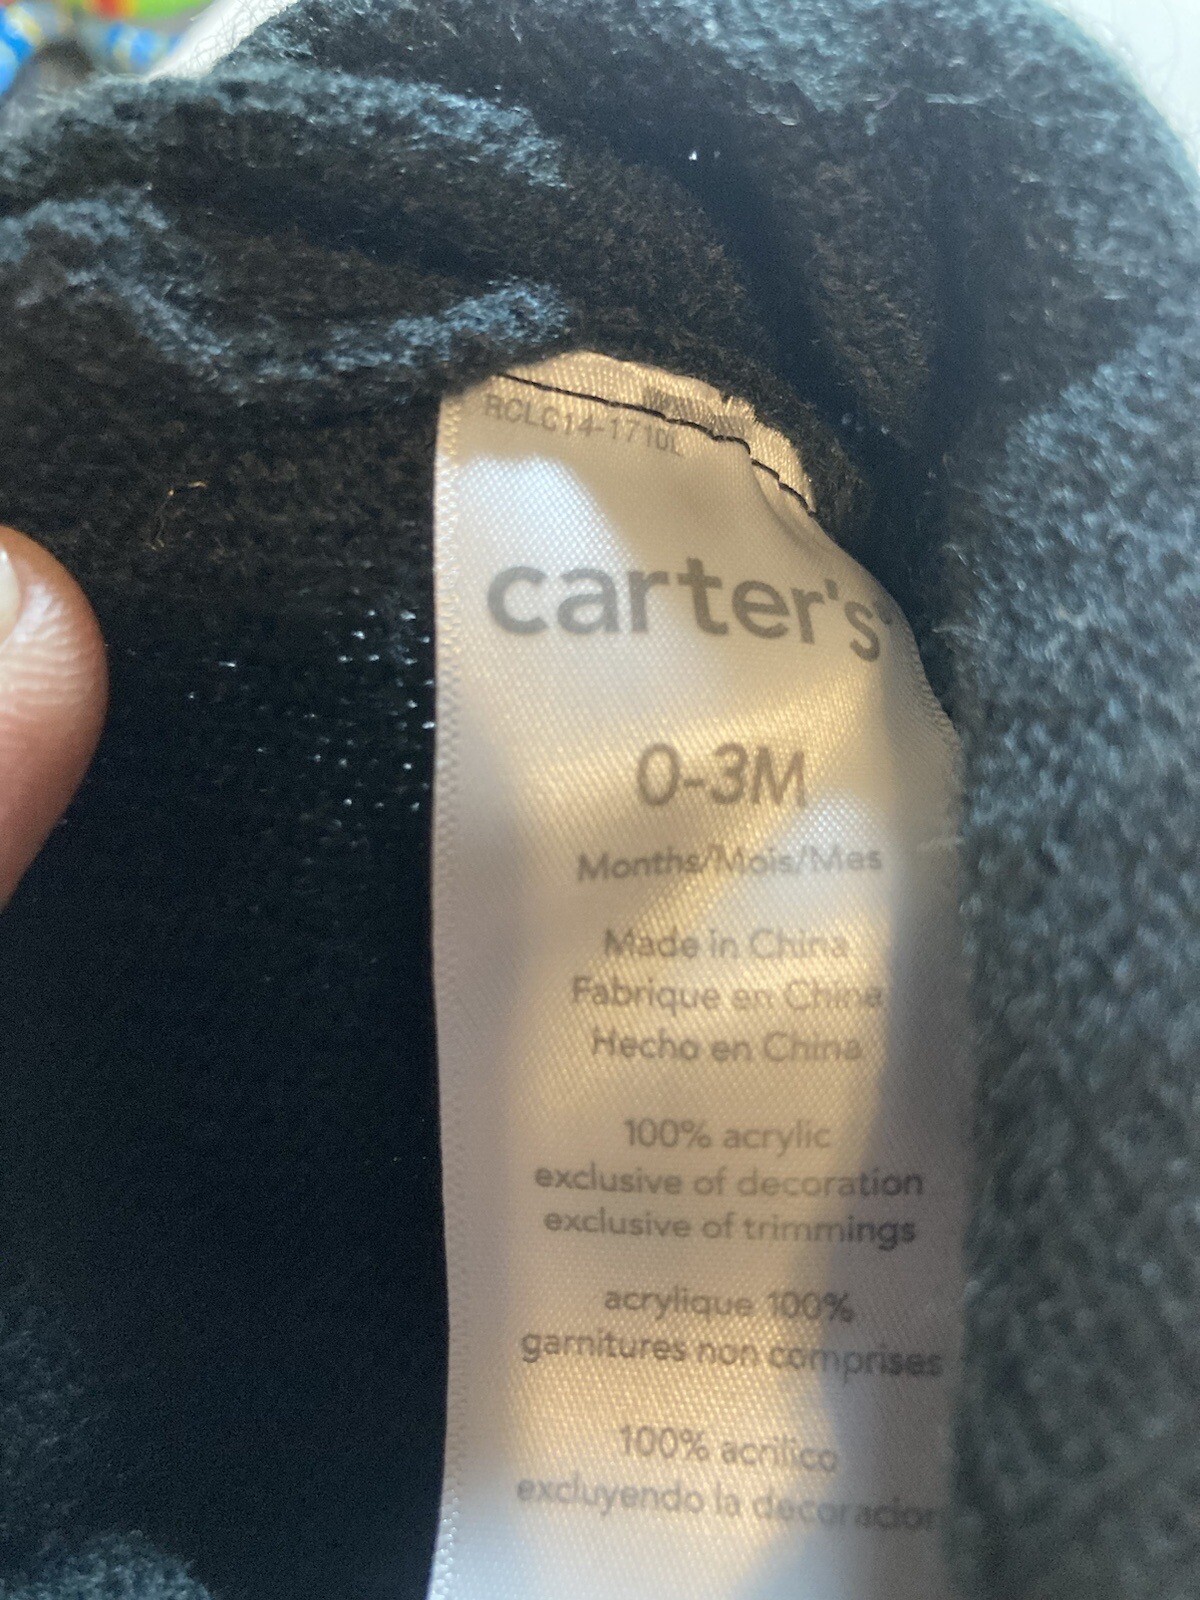 RCLC14-1710L
carter's
0-3M
Months/Mois/Mes
Made in China
Fabrique en Chine
Hecho en China
100% acrylic
exclusive of decoration
exclusive of trimmings
acrylique 100%
garnitures non comprises
100% acrilico
excluyendo la decoracion